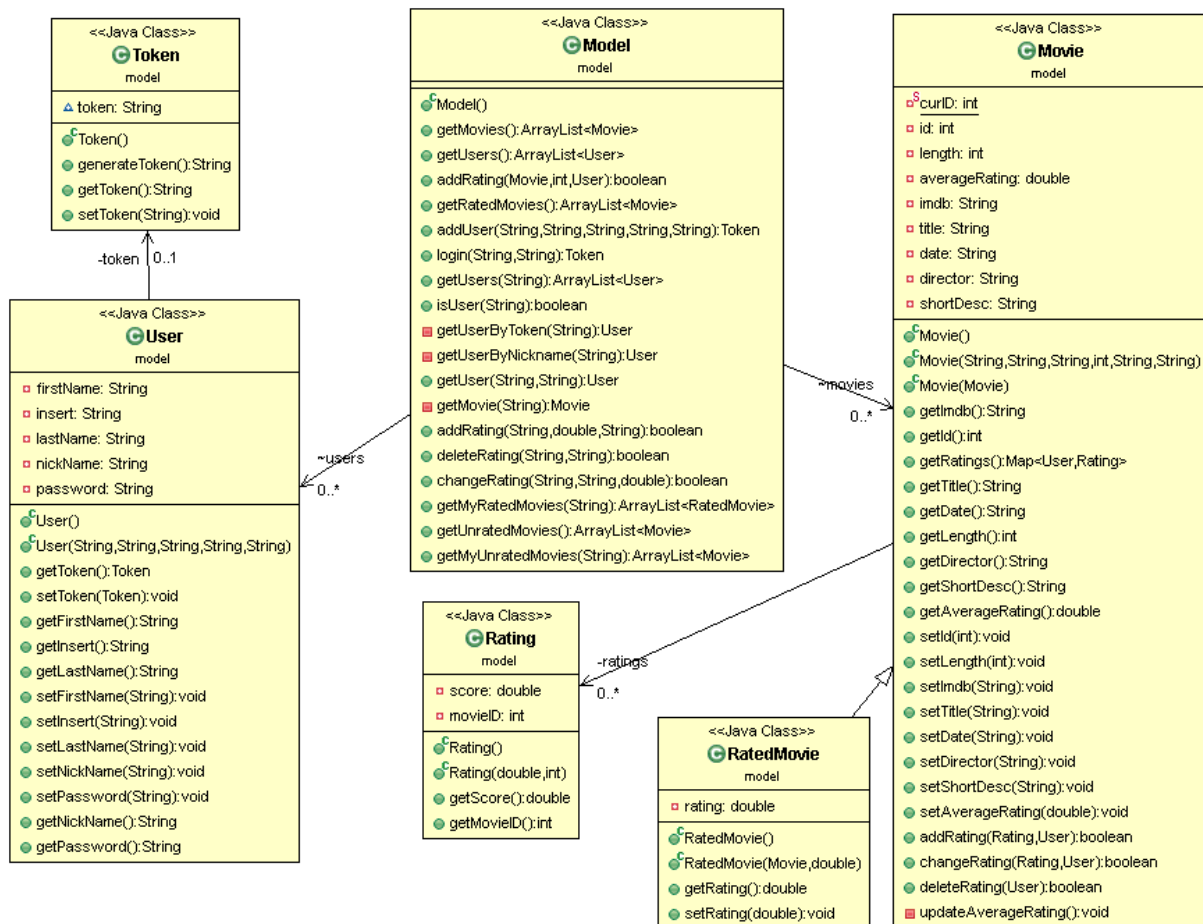 <<Java Class>>
Token
model
token: String
Token()
generateToken():String
getToken():String
setToken(String):void
-token
0..1
<<Java Class>>
User
model
firstName: String
insert: String
lastName: String
nickName: String
password: String
User()
User(String,String,String,String,String)
getToken():Token
setToken(Token):void
getFirstName():String
getInsert():String
getLastName():String
setFirstName(String):void
setInsert(String):void
setLastName(String):void
setNickName(String):void
setPassword(String):void
getNickName():String
getPassword():String
<<Java Class>>
Model
model
Model()
getMovies():ArrayList<Movie>
getUsers():ArrayList<User>
addRating(Movie,int,User):boolean
getRatedMovies():ArrayList<Movie>
addUser(String,String,String,String,String):Token
login(String,String):Token
getUsers(String):ArrayList<User>
isUser(String):boolean
getUserByToken(String):User
getUserByNickname(String):User
getUser(String,String):User
getMovie(String):Movie
addRating(String,double,String):boolean
deleteRating(String,String):boolean
changeRating(String,String,double):boolean
getMyRatedMovies(String):ArrayList<RatedMovie>
getUnratedMovies():ArrayList<Movie>
getMyUnratedMovies(String):ArrayList<Movie>
~users
0..*
~movies
0..*
<<Java Class>>
Rating
model
score: double
movieID: int
Rating()
Rating(double,int)
getScore():double
getMovieID():int
-ratings
0..*
<<Java Class>>
RatedMovie
model
rating: double
RatedMovie()
RatedMovie(Movie,double)
getRating():double
setRating(double):void
<<Java Class>>
Movie
model
curID: int
id: int
length: int
averageRating: double
imdb: String
title: String
date: String
director: String
shortDesc: String
Movie()
Movie(String,String,String,int,String,String)
Movie(Movie)
getImdb():String
getId():int
getRatings():Map<User,Rating>
getTitle():String
getDate():String
getLength():int
getDirector():String
getShortDesc():String
getAverageRating():double
setId(int):void
setLength(int):void
setImdb(String):void
setTitle(String):void
setDate(String):void
setDirector(String):void
setShortDesc(String):void
setAverageRating(double):void
addRating(Rating,User):boolean
changeRating(Rating,User):boolean
deleteRating(User):boolean
updateAverageRating():void